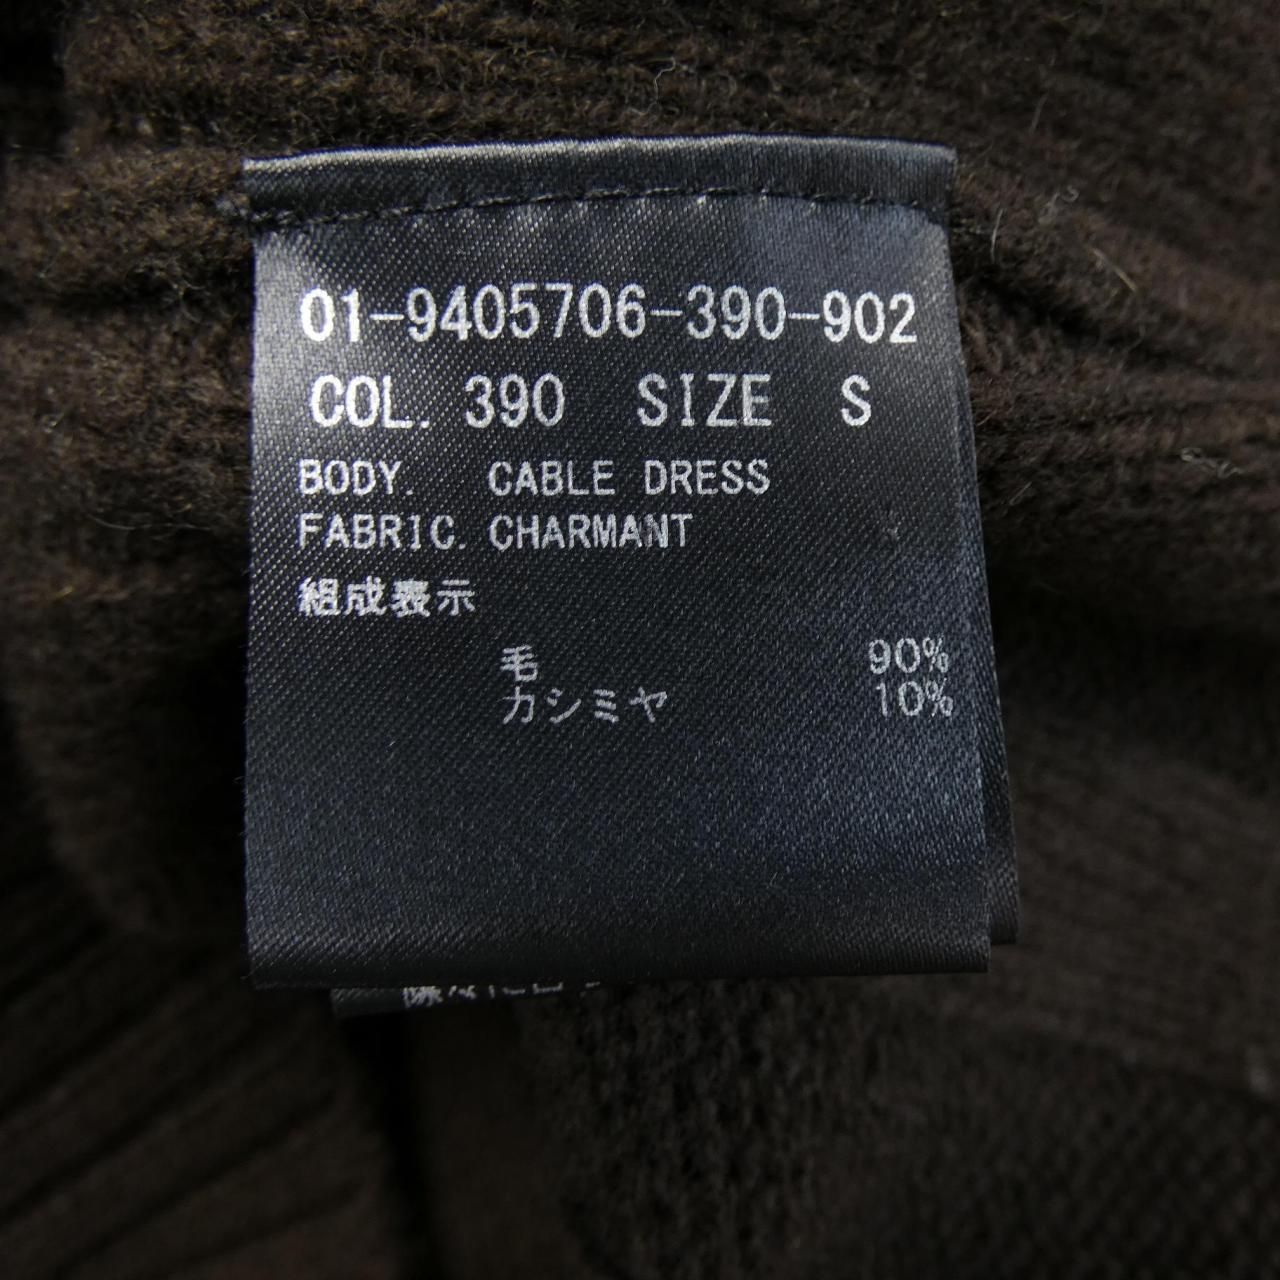 01-9405706-390-902
COL. 390 SIZE S
BODY. CABLE DRESS
FABRIC. CHARMANT
組成表示
毛 90%
カシミヤ 10%